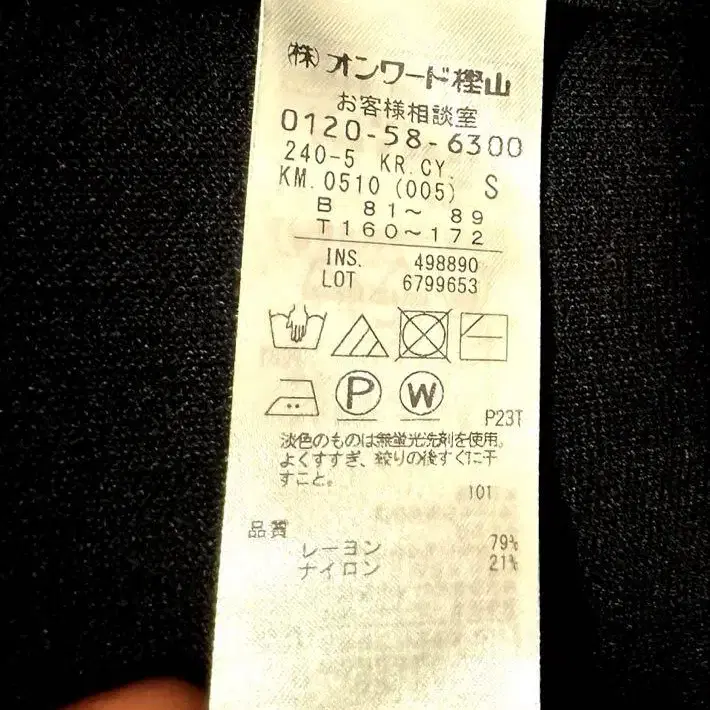 (株)オンワード樫山
お客様相談室
0120-58-6300
240-5 KR.CY.
KM.0510 (005) S
B 81～ 89
T160～172
INS. 498890
LOT 6799653
P W
P23T
淡色のものは無蛍光洗剤を使用。
よくすすぎ、絞りの後すぐに干
すこと。
101
品質
レーヨン 79%
ナイロン 21%